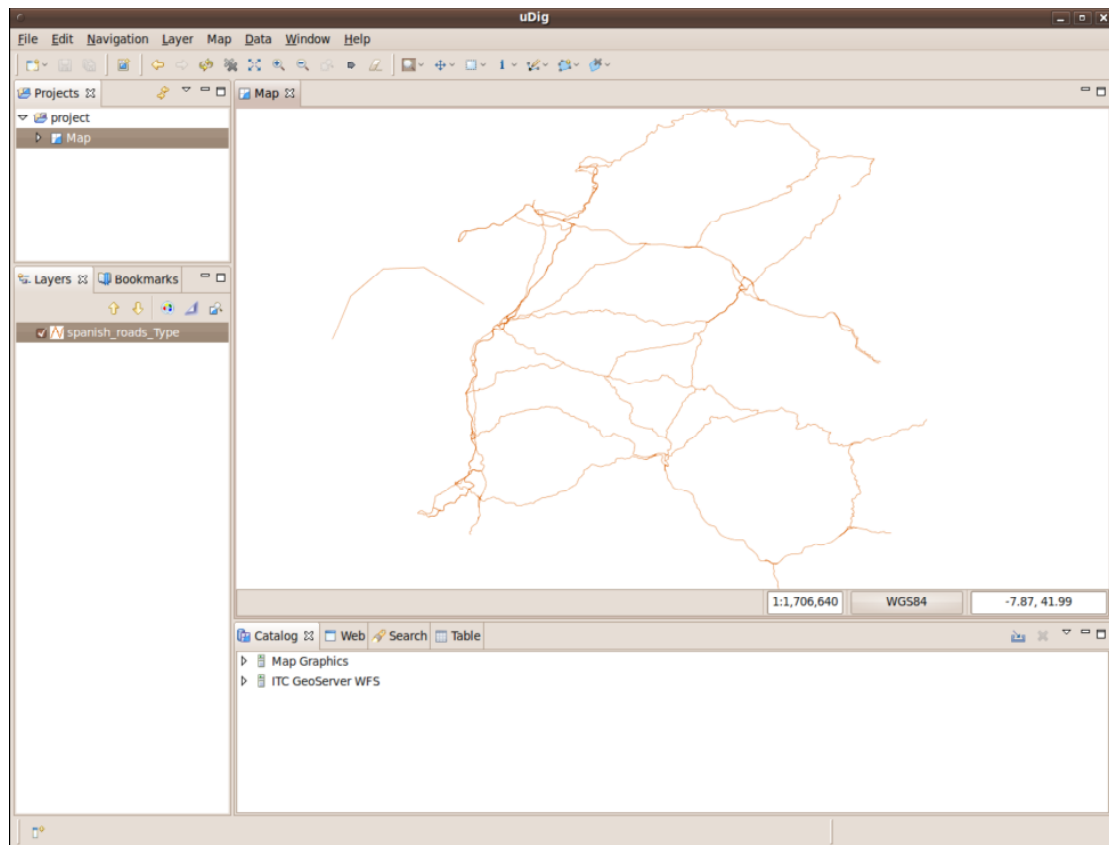 uDig
File Edit Navigation Layer Map Data Window Help
Projects
Map
project
Map
Layers Bookmarks
spanish_roads_Type
1:1,706,640 WGS84 -7.87, 41.99
Catalog Web Search Table
Map Graphics
ITC GeoServer WFS